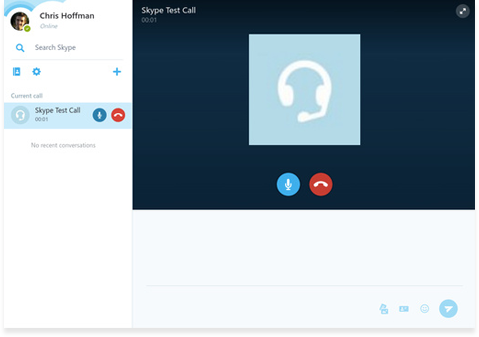 Chris Hoffman
Online
Search Skype
Current call
Skype Test Call
00:01
No recent conversations
Skype Test Call
00:01